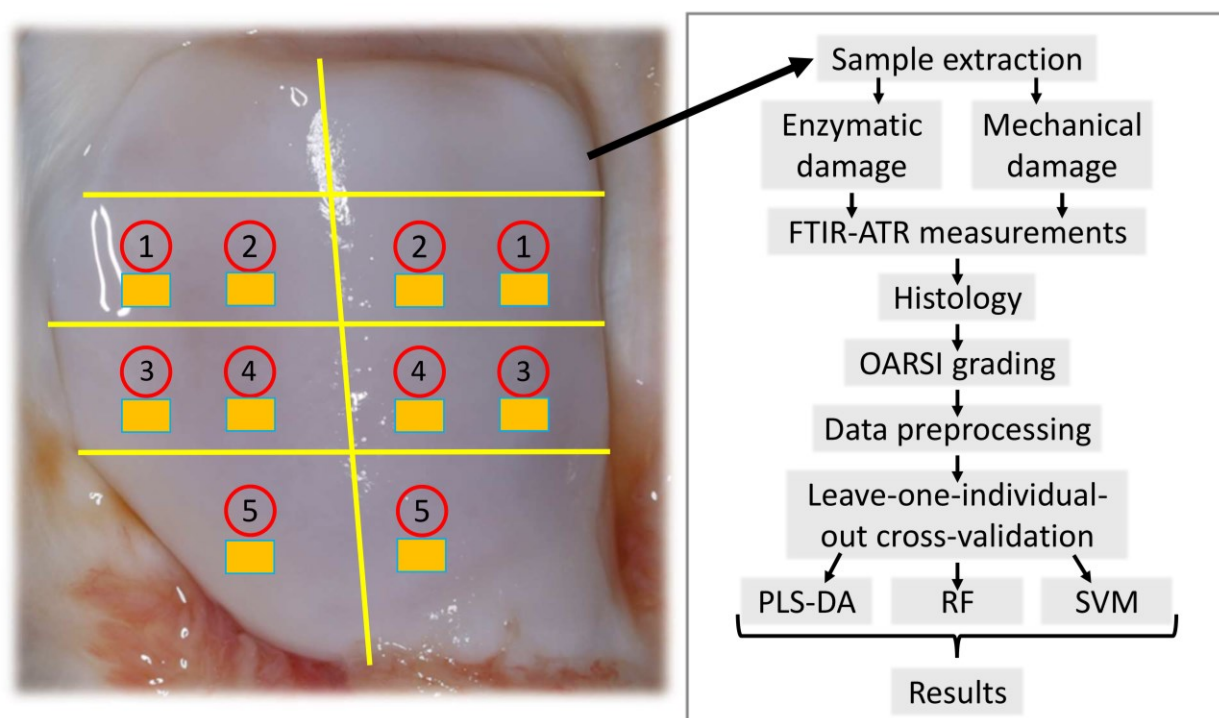 1 2 2 1
3 4 4 3
5 5
Sample extraction
Enzymatic
damage
Mechanical
damage
FTIR-ATR measurements
Histology
OARSI grading
Data preprocessing
Leave-one-individual-
out cross-validation
PLS-DA RF SVM
Results